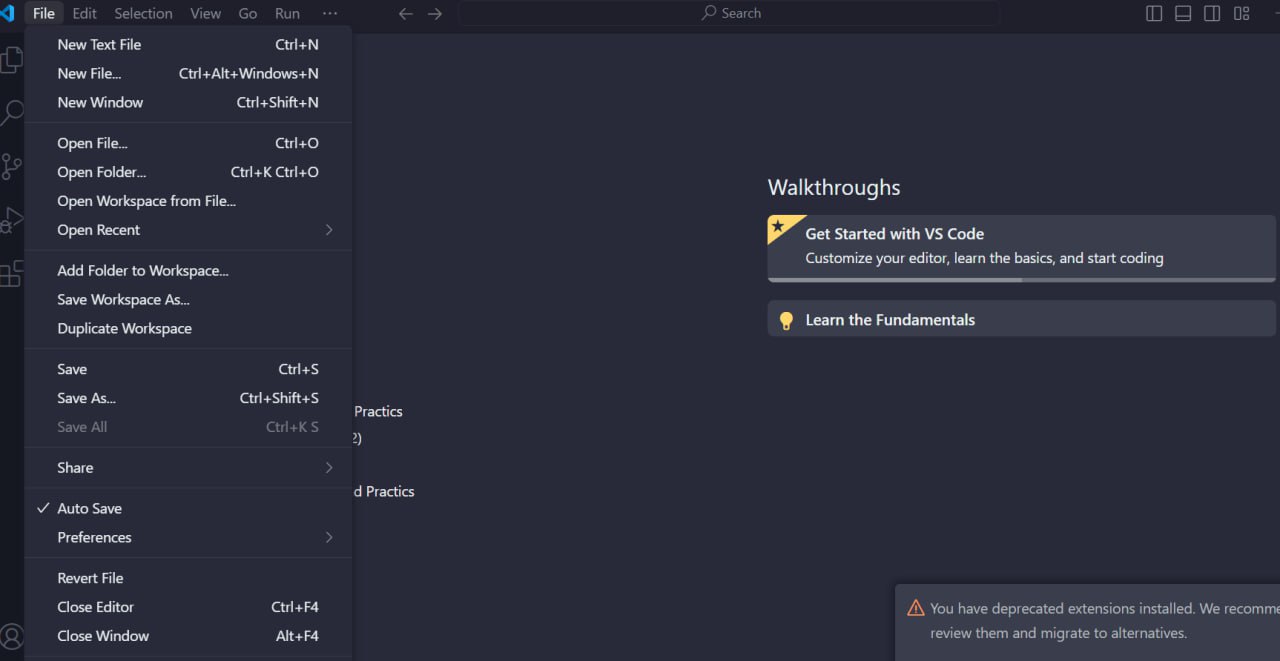 File Edit Selection View Go Run ··· Search
New Text File Ctrl+N
New File... Ctrl+Alt+Windows+N
New Window Ctrl+Shift+N
Open File... Ctrl+O
Open Folder... Ctrl+K Ctrl+O
Open Workspace from File...
Open Recent
Add Folder to Workspace...
Save Workspace As...
Duplicate Workspace
Save Ctrl+S
Save As... Ctrl+Shift+S
Save All Ctrl+K S
Share
Auto Save
Preferences
Revert File
Close Editor Ctrl+F4
Close Window Alt+F4
Practics
2)
d Practics
Walkthroughs
Get Started with VS Code
Customize your editor, learn the basics, and start coding
Learn the Fundamentals
You have deprecated extensions installed. We recomme
review them and migrate to alternatives.